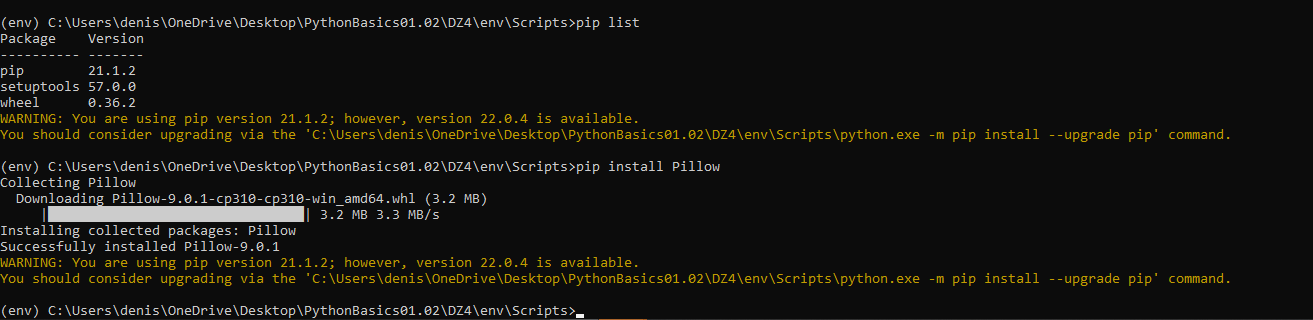 (env) C:\Users\denis\OneDrive\Desktop\PythonBasics01.02\DZ4\env\Scripts>pip list
Package    Version
---------- -------
pip        21.1.2
setuptools 57.0.0
wheel      0.36.2
WARNING: You are using pip version 21.1.2; however, version 22.0.4 is available.
You should consider upgrading via the 'C:\Users\denis\OneDrive\Desktop\PythonBasics01.02\DZ4\env\Scripts\python.exe -m pip install --upgrade pip' command.
(env) C:\Users\denis\OneDrive\Desktop\PythonBasics01.02\DZ4\env\Scripts>pip install Pillow
Collecting Pillow
  Downloading Pillow-9.0.1-cp310-cp310-win_amd64.whl (3.2 MB)
     |████████████████████████████████| 3.2 MB 3.3 MB/s
Installing collected packages: Pillow
Successfully installed Pillow-9.0.1
WARNING: You are using pip version 21.1.2; however, version 22.0.4 is available.
You should consider upgrading via the 'C:\Users\denis\OneDrive\Desktop\PythonBasics01.02\DZ4\env\Scripts\python.exe -m pip install --upgrade pip' command.
(env) C:\Users\denis\OneDrive\Desktop\PythonBasics01.02\DZ4\env\Scripts>